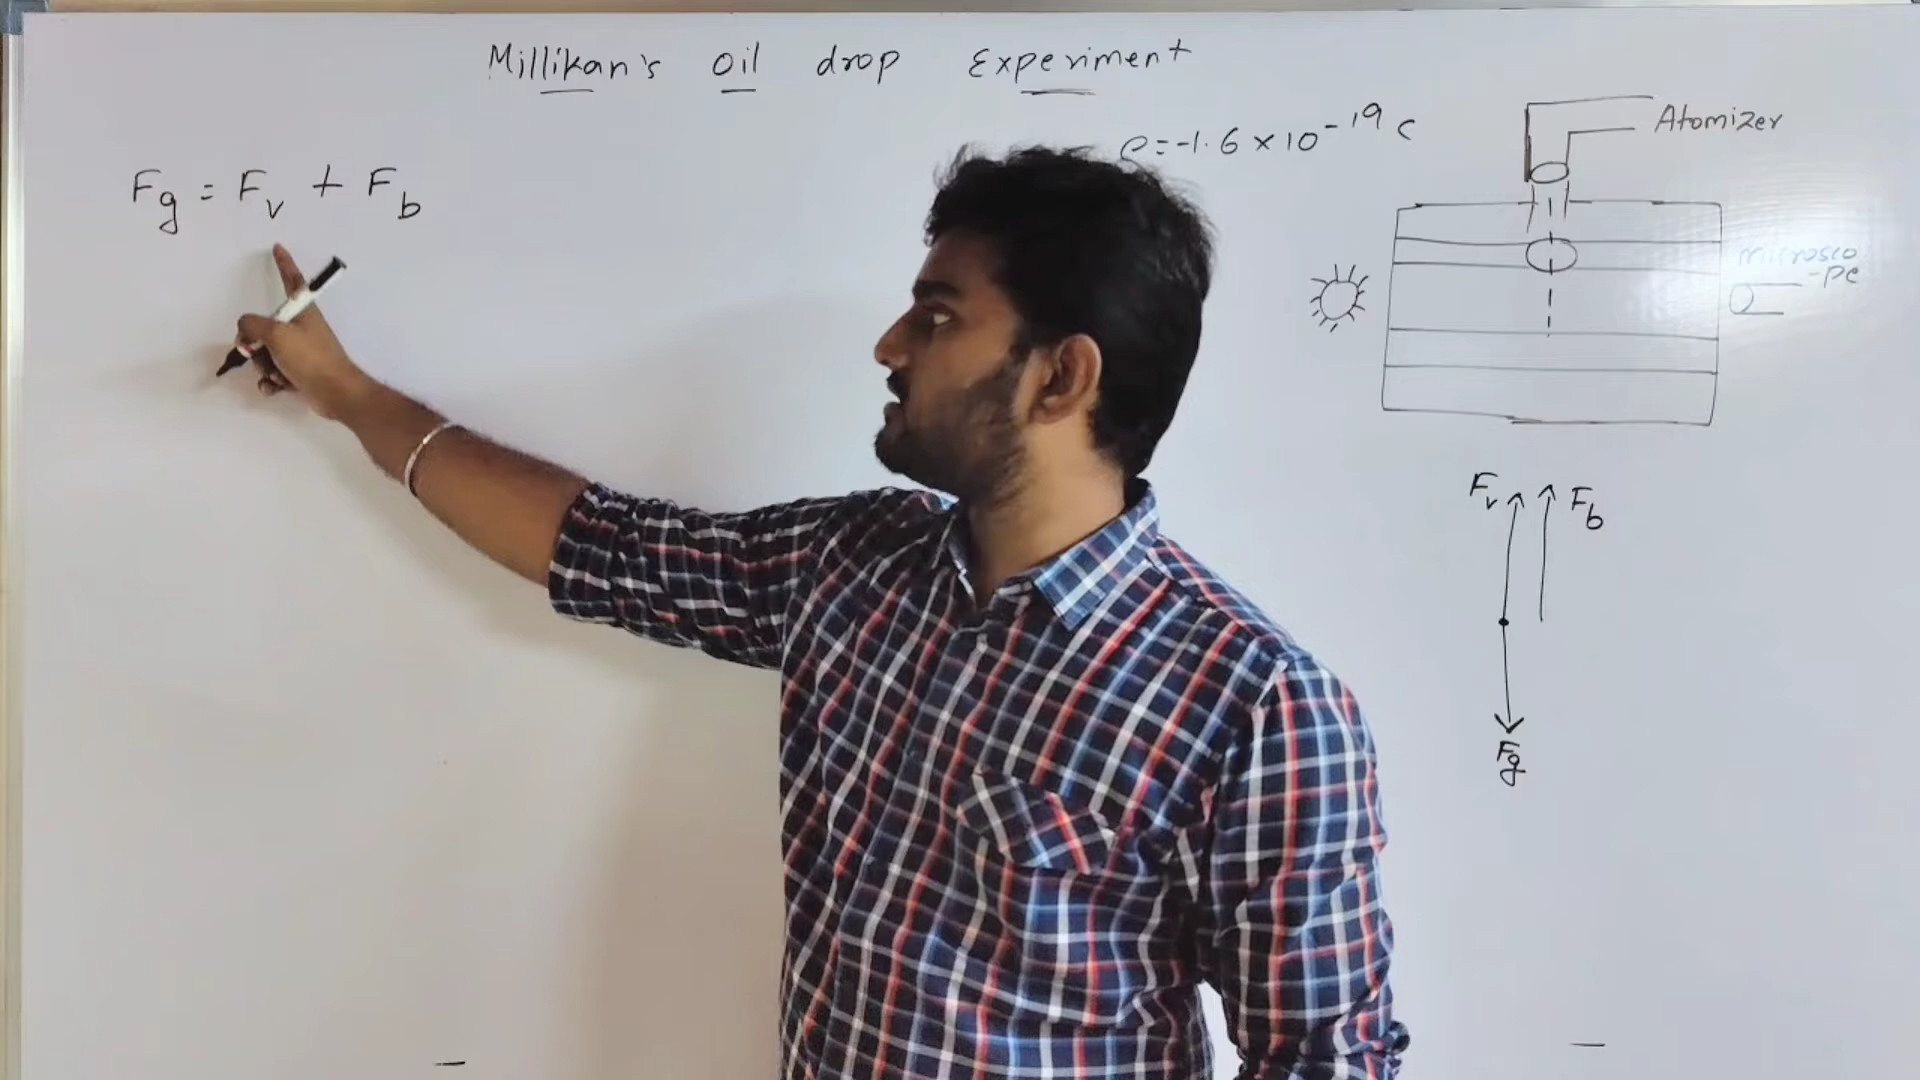 Millikan's Oil drop Experiment
e=-1.6×10⁻¹⁹ C
Atomizer
Fg = Fv + Fb
microsco
-pe
Fv Fb
Fg